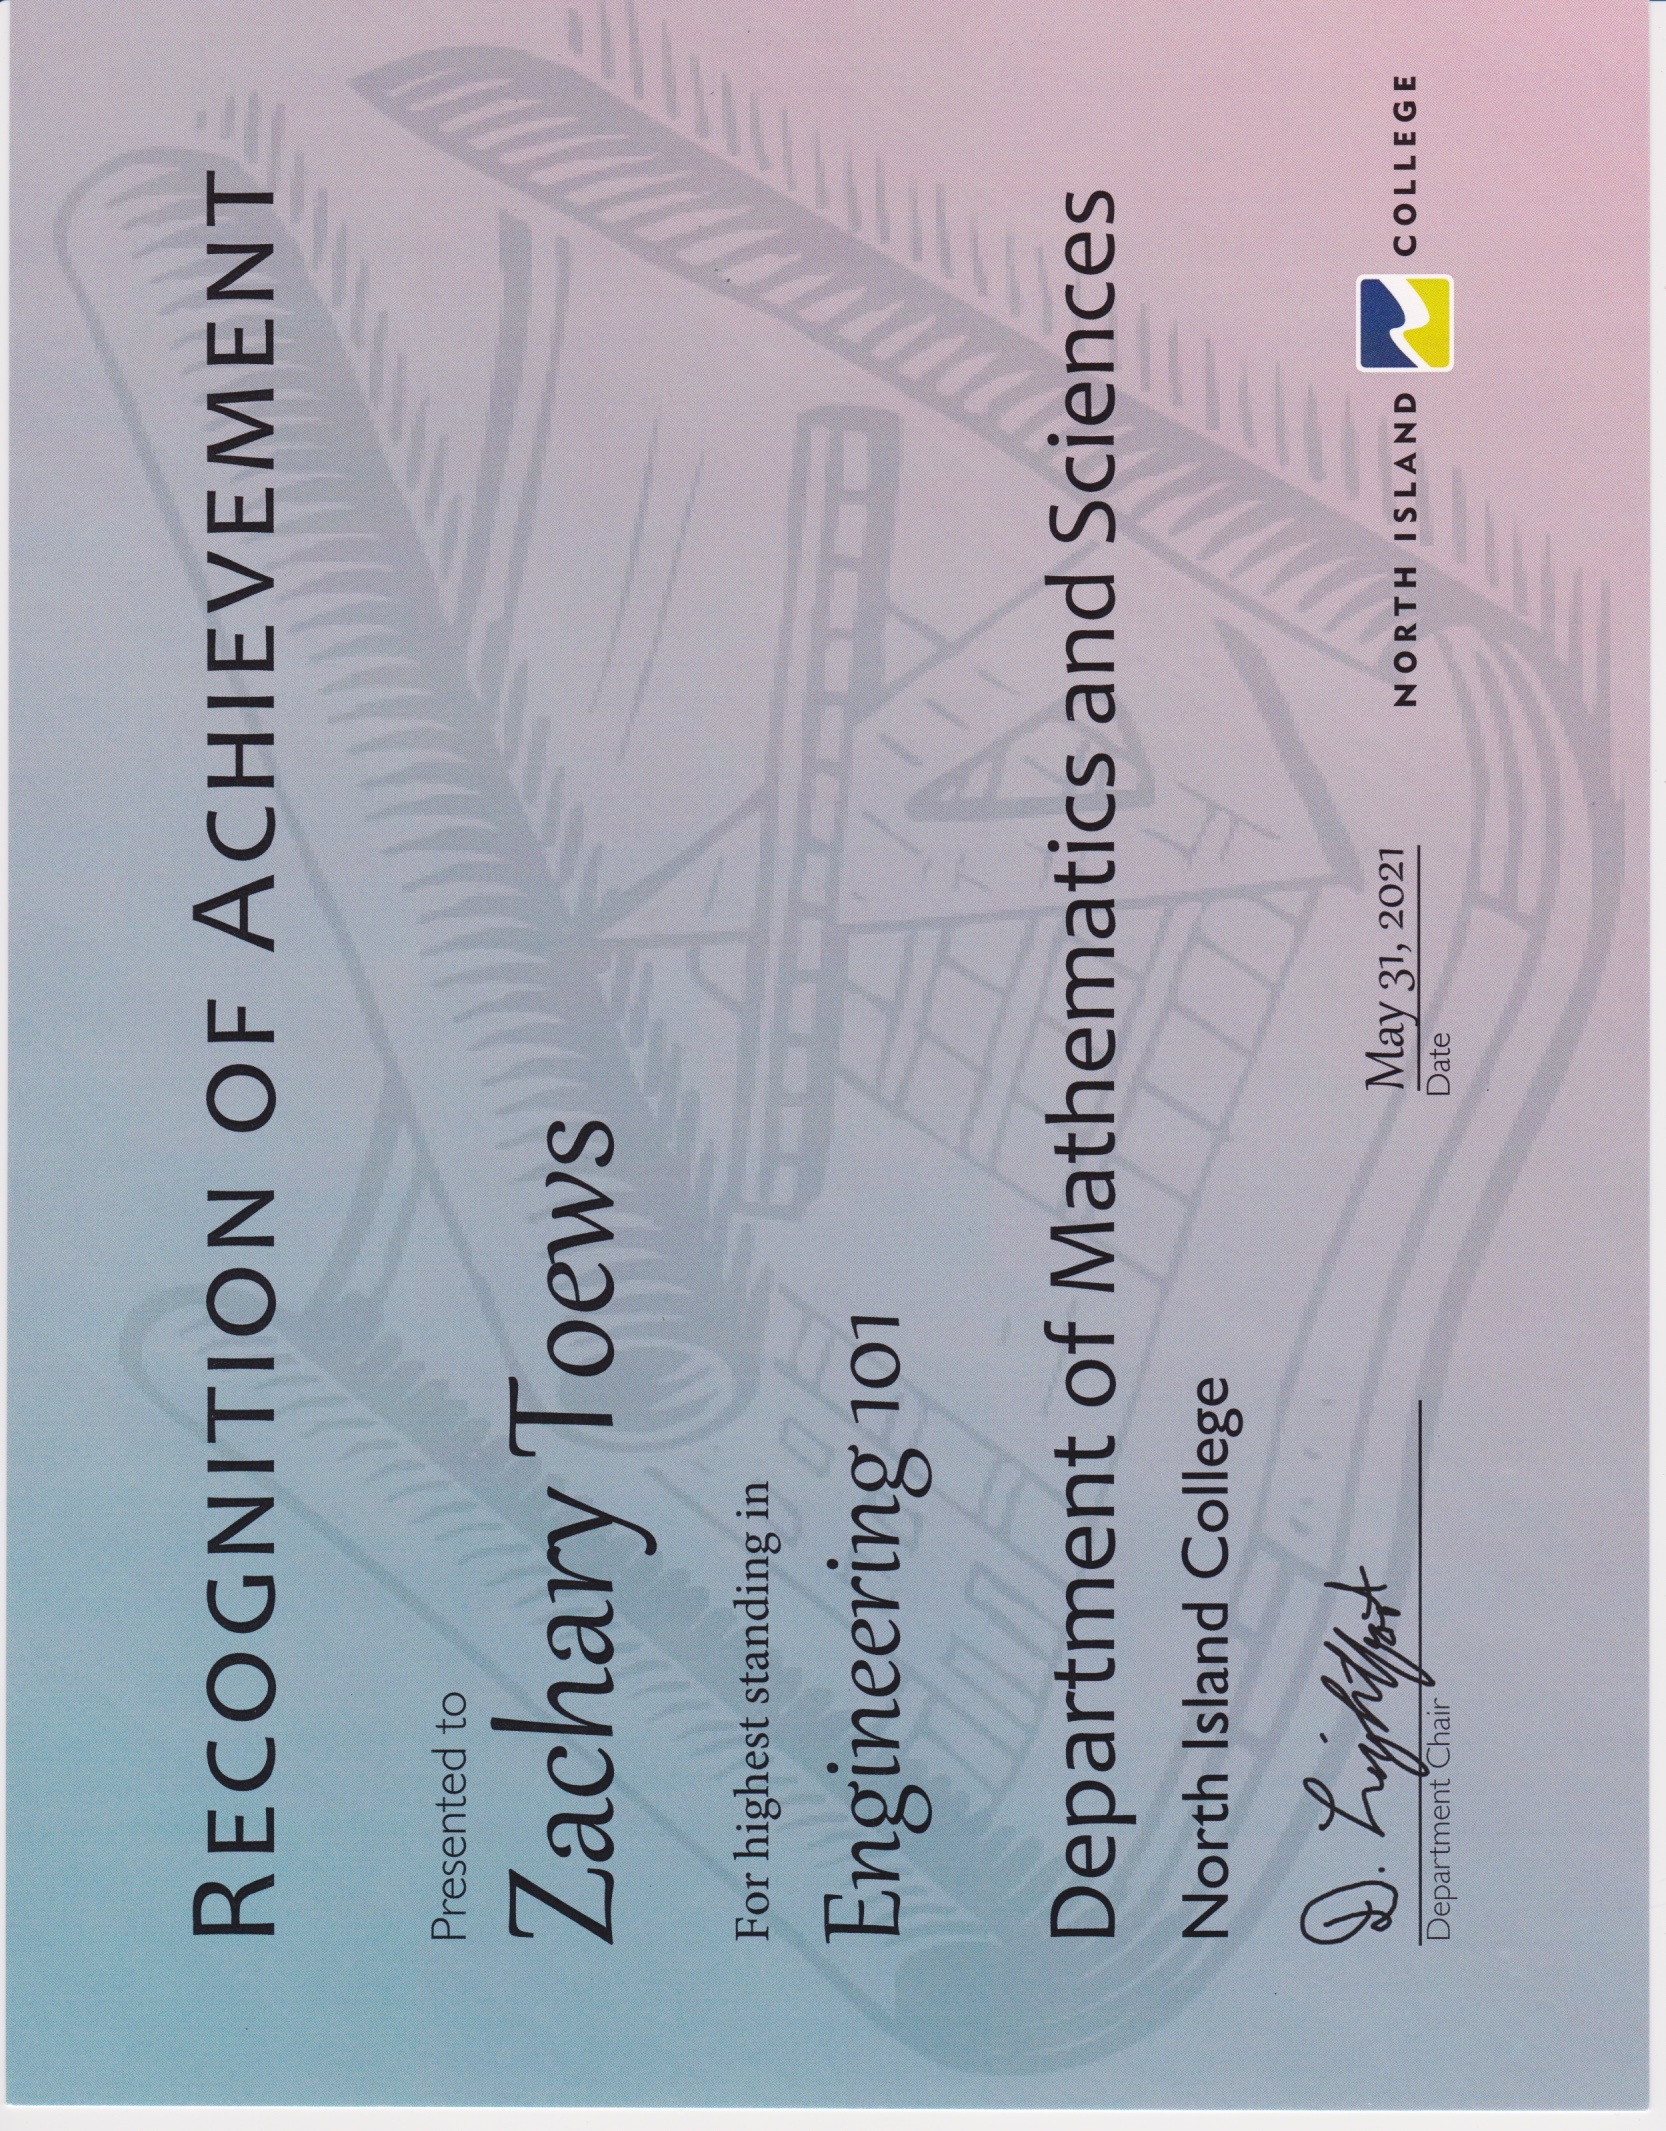 RECOGNITION OF ACHIEVEMENT
Presented to
Zachary Toews
For highest standing in
Engineering 101
Department of Mathematics and Sciences
North Island College
D. Lightfoot
Department Chair
May 31, 2021
Date
NORTH ISLAND COLLEGE